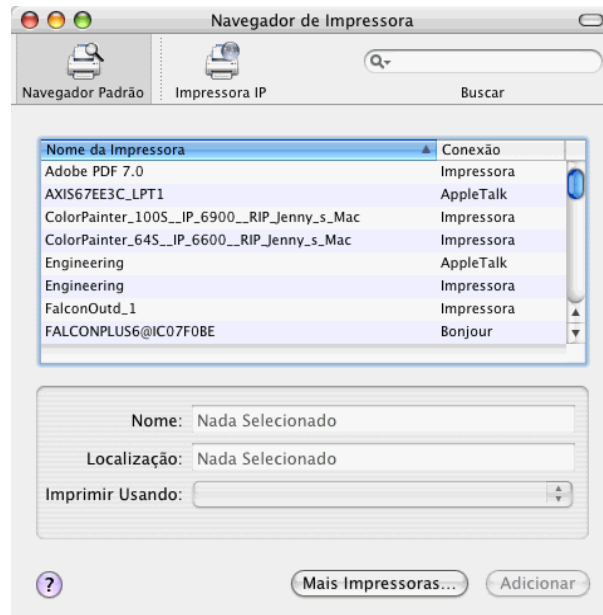 Navegador de Impressora
Navegador Padrão
Impressora IP
Buscar
Nome da Impressora Conexão
Adobe PDF 7.0 Impressora
AXIS67EE3C_LPT1 AppleTalk
ColorPainter_100S__IP_6900__RIP_Jenny_s_Mac Impressora
ColorPainter_64S__IP_6600__RIP_Jenny_s_Mac Impressora
Engineering AppleTalk
Engineering Impressora
FalconOutd_1 Impressora
FALCONPLUS6@IC07F0BE Bonjour
Nome: Nada Selecionado
Localização: Nada Selecionado
Imprimir Usando:
? Mais Impressoras... Adicionar